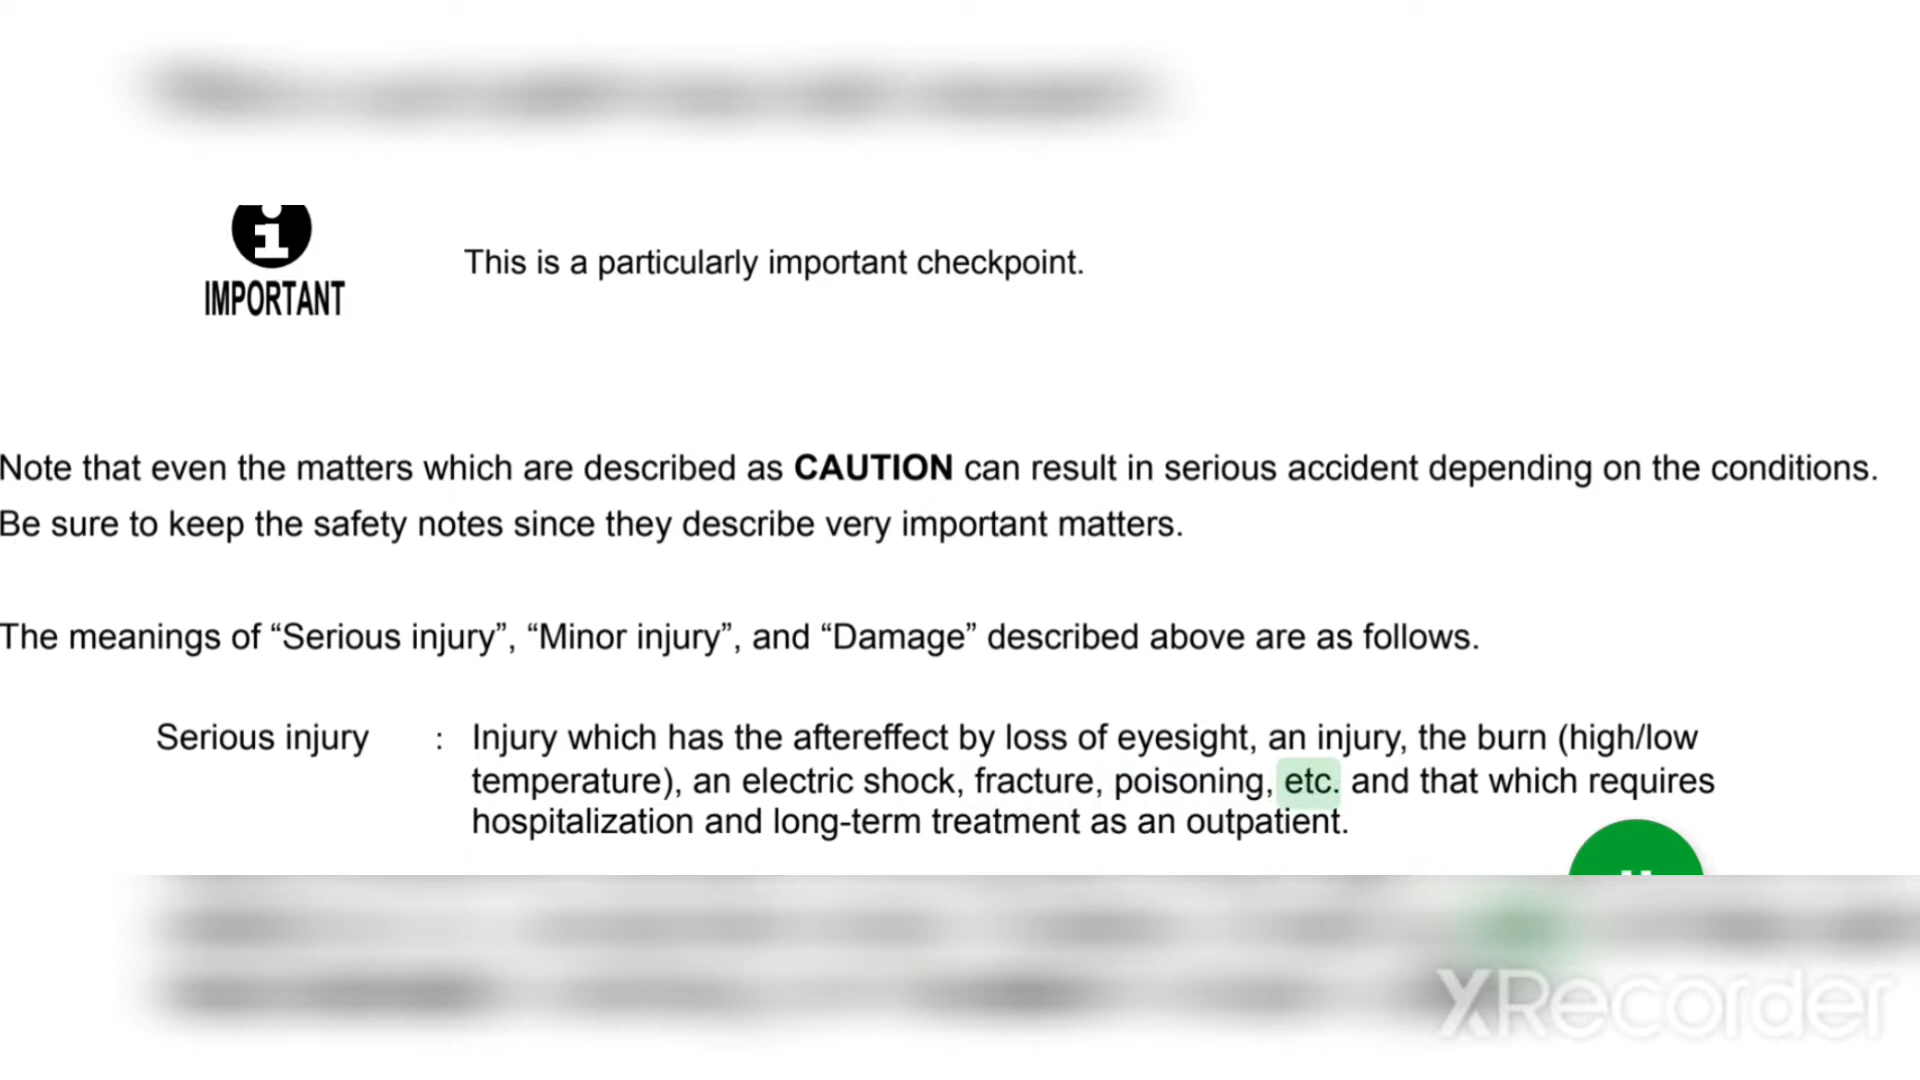 IMPORTANT
This is a particularly important checkpoint.
Note that even the matters which are described as CAUTION can result in serious accident depending on the conditions.
Be sure to keep the safety notes since they describe very important matters.
The meanings of “Serious injury”, “Minor injury”, and “Damage” described above are as follows.
Serious injury : Injury which has the aftereffect by loss of eyesight, an injury, the burn (high/low
temperature), an electric shock, fracture, poisoning, etc. and that which requires
hospitalization and long-term treatment as an outpatient.
XRecorder